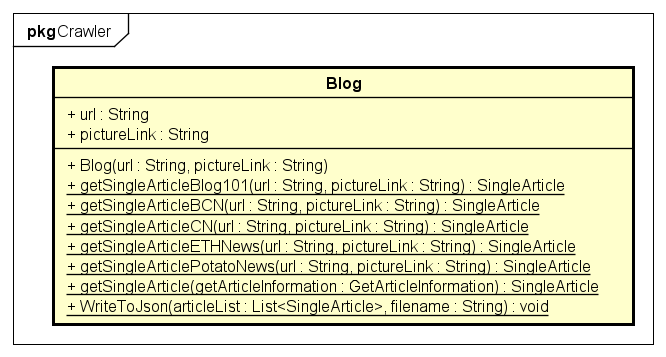 pkg Crawler
Blog
+ url : String
+ pictureLink : String
+ Blog(url : String, pictureLink : String)
+ getSingleArticleBlog101(url : String, pictureLink : String) : SingleArticle
+ getSingleArticleBCN(url : String, pictureLink : String) : SingleArticle
+ getSingleArticleCN(url : String, pictureLink : String) : SingleArticle
+ getSingleArticleETHNews(url : String, pictureLink : String) : SingleArticle
+ getSingleArticlePotatoNews(url : String, pictureLink : String) : SingleArticle
+ getSingleArticle(getArticleInformation : GetArticleInformation) : SingleArticle
+ WriteToJson(articleList : List<SingleArticle>, filename : String) : void